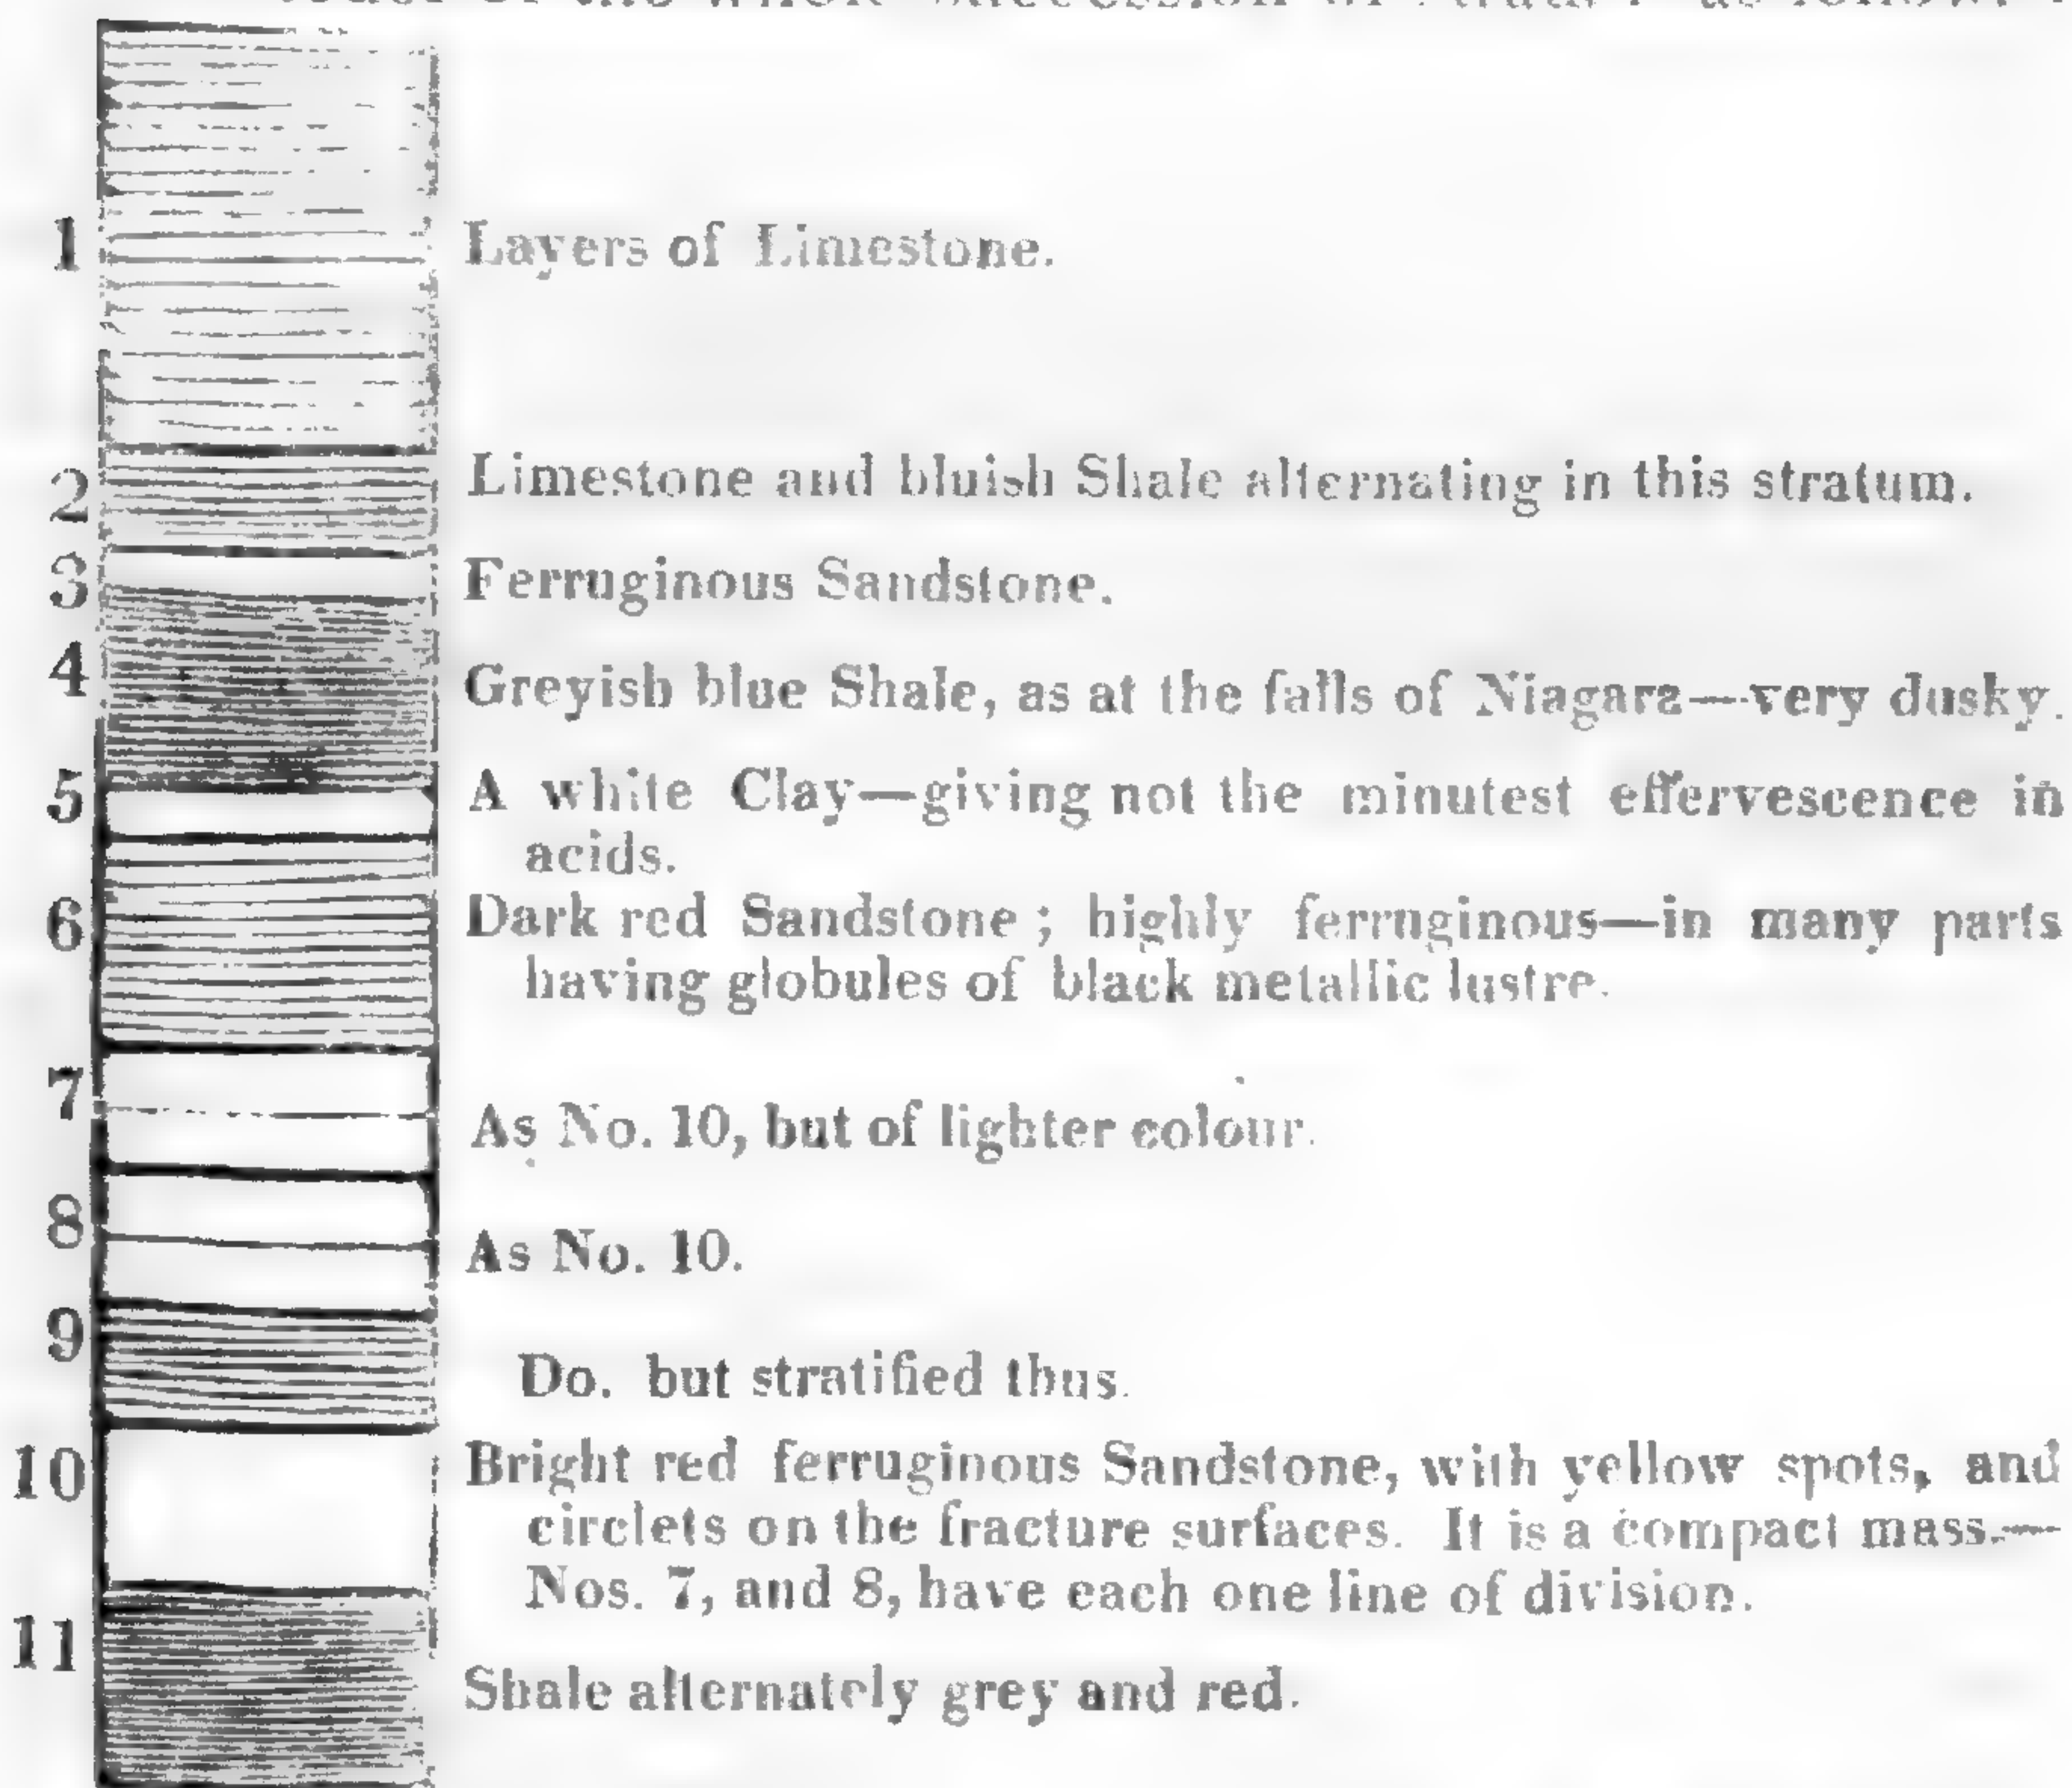 of the whole succession of
1 Layers of Limestone.
2 Limestone and bluish Shale alternating in this stratum.
3 Ferruginous Sandstone.
4 Greyish blue Shale, as at the falls of Niagara—very dusky.
5 A white Clay—giving not the minutest effervescence in
acids.
6 Dark red Sandstone; highly ferruginous—in many parts
having globules of black metallic lustre.
7 As No. 10, but of lighter colour.
8 As No. 10.
9 Do. but stratified thus.
10 Bright red ferruginous Sandstone, with yellow spots, and
circlets on the fracture surfaces. It is a compact mass.—
Nos. 7, and 8, have each one line of division.
11 Shale alternately grey and red.